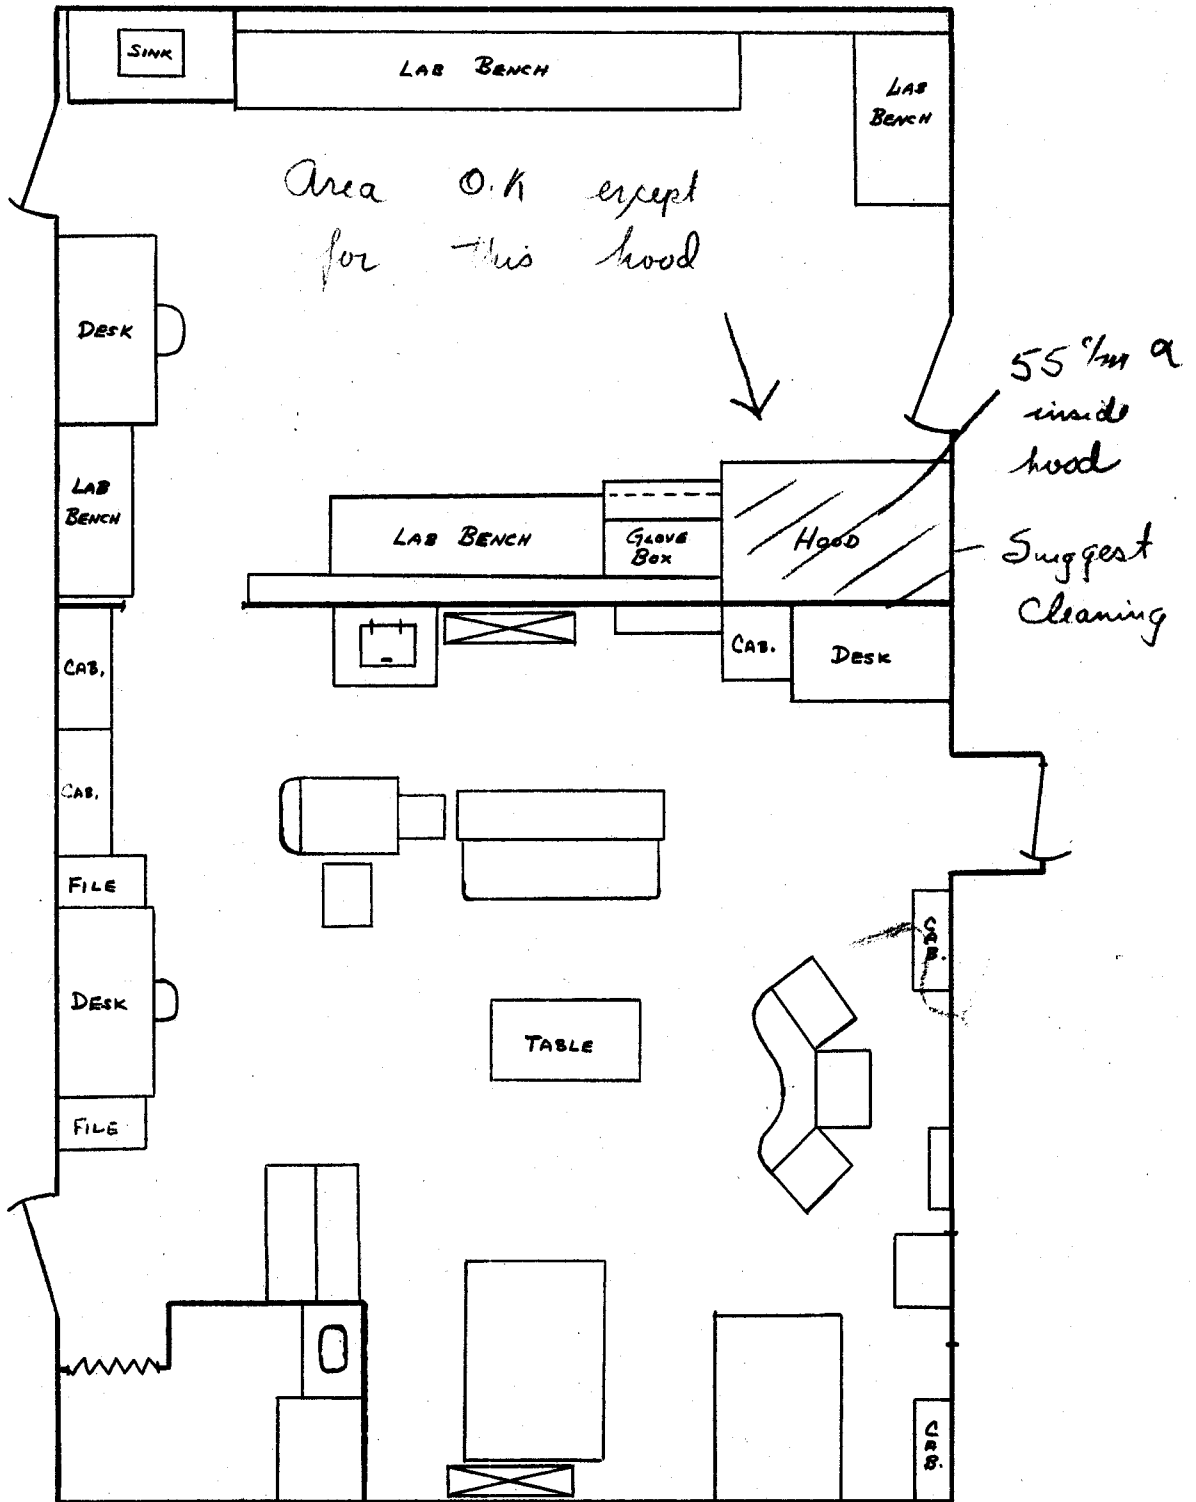 SINK
LAB BENCH
LAB
BENCH
Area O.K except
for this hood
DESK
55 c/m α
inside
hood
LAB
BENCH
LAB BENCH
GLOVE
BOX
HOOD
Suggest
Cleaning
CAB.
CAB.
DESK
CAB.
FILE
CAB.
DESK
TABLE
FILE
CAB.